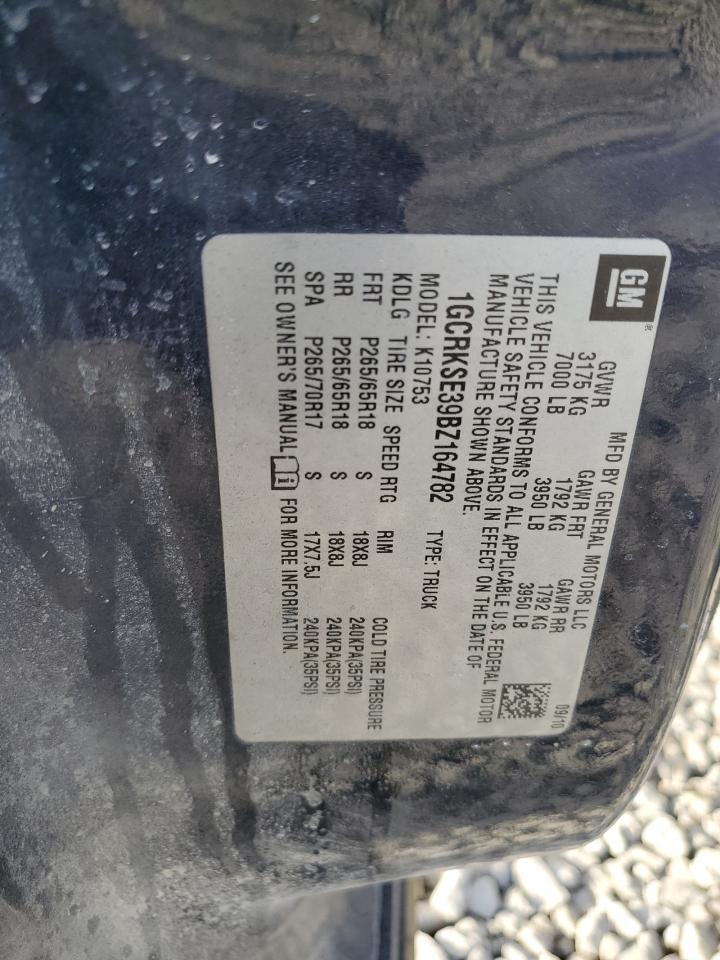 GM®
MFD BY GENERAL MOTORS LLC 09/10
GVWR GAWR FRT GAWR RR
3175 KG 1792 KG 1792 KG
7000 LB 3950 LB 3950 LB
THIS VEHICLE CONFORMS TO ALL APPLICABLE U.S. FEDERAL MOTOR
VEHICLE SAFETY STANDARDS IN EFFECT ON THE DATE OF
MANUFACTURE SHOWN ABOVE.
1GCRKSE39BZ164782
MODEL: K10753 TYPE: TRUCK
KDLG TIRE SIZE SPEED RTG RIM COLD TIRE PRESSURE
FRT P265/65R18 S 18X8J 240KPA(35PSI)
RR P265/65R18 S 18X8J 240KPA(35PSI)
SPA P265/70R17 S 17X7.5J 240KPA(35PSI)
SEE OWNER'S MANUAL FOR MORE INFORMATION.